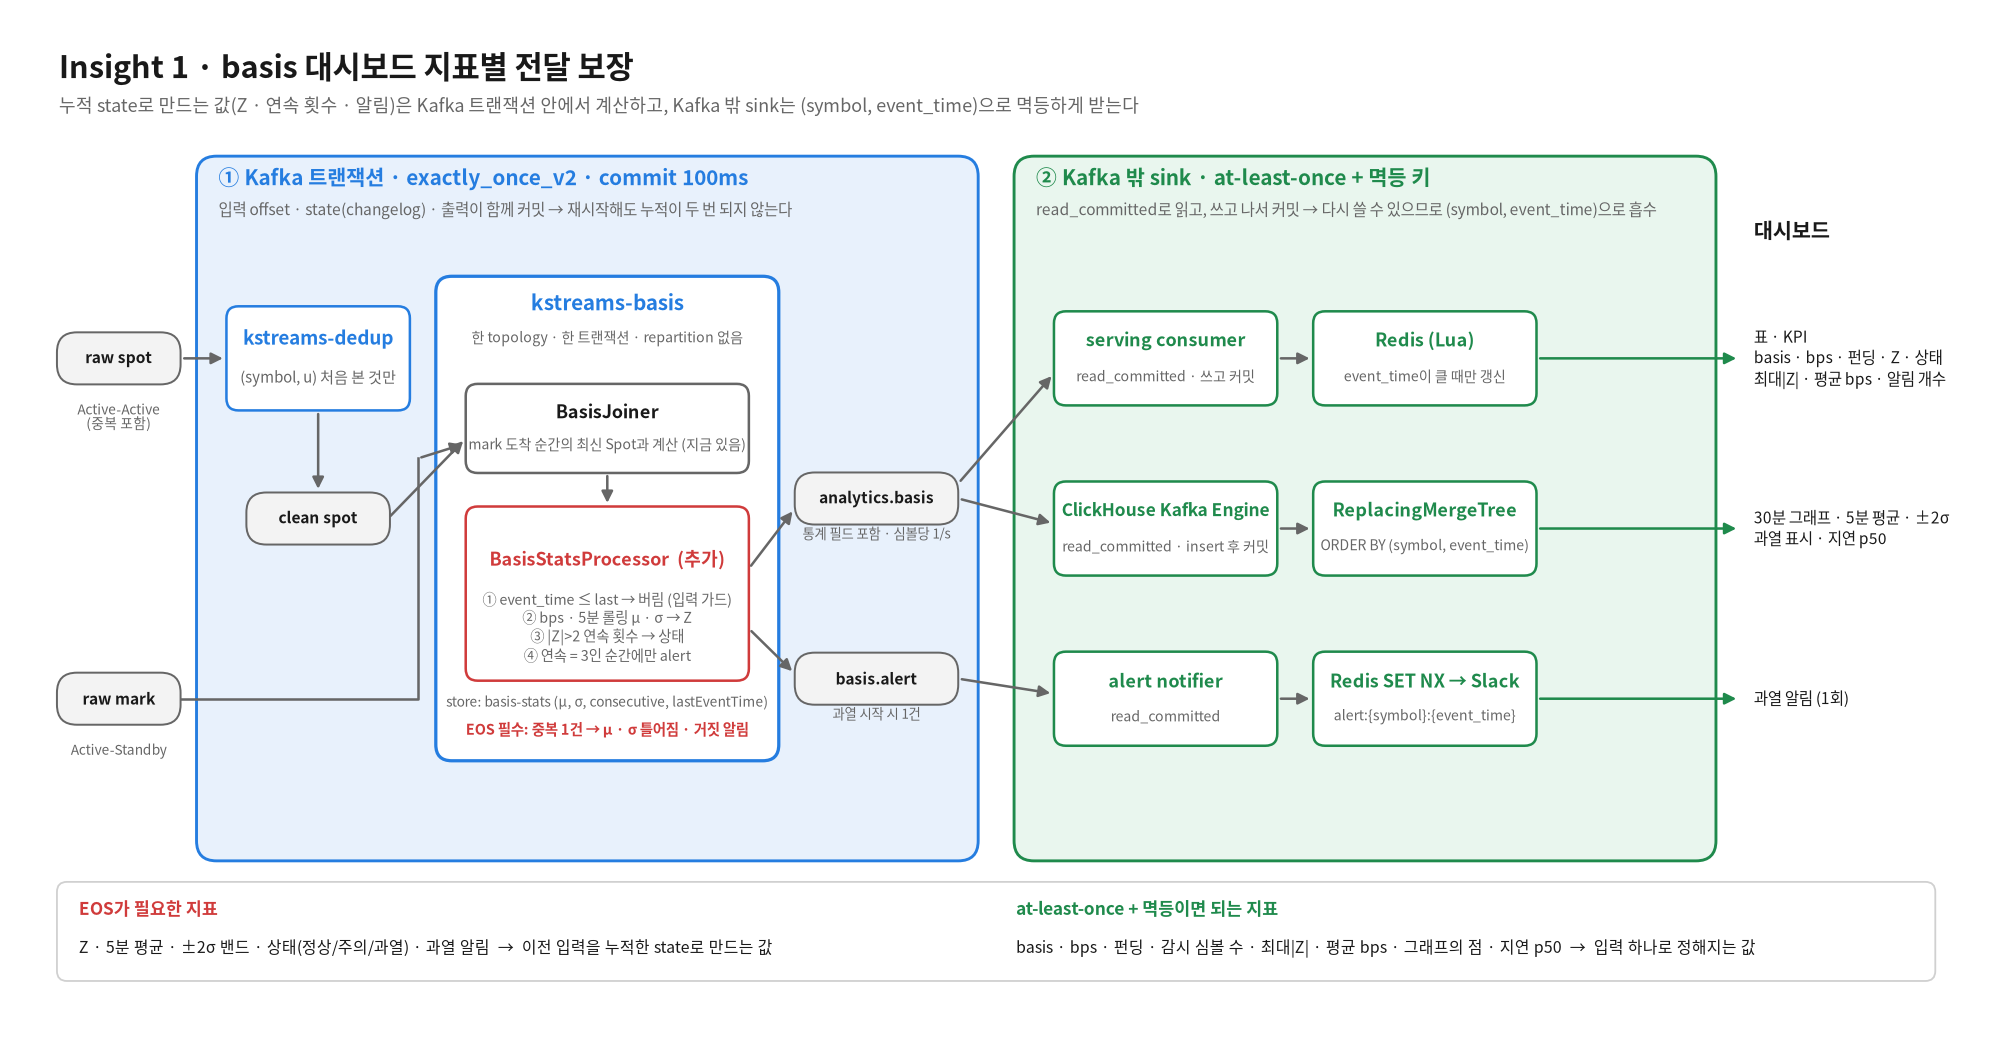 Insight 1 · basis 대시보드 지표별 전달 보장
누적 state로 만드는 값(Z · 연속 횟수 · 알림)은 Kafka 트랜잭션 안에서 계산하고, Kafka 밖 sink는 (symbol, event_time)으로 멱등하게 받는다
① Kafka 트랜잭션 · exactly_once_v2 · commit 100ms
입력 offset · state(changelog) · 출력이 함께 커밋 → 재시작해도 누적이 두 번 되지 않는다
raw spot
Active-Active
(중복 포함)
kstreams-dedup
(symbol, u) 처음 본 것만
clean spot
raw mark
Active-Standby
kstreams-basis
한 topology · 한 트랜잭션 · repartition 없음
BasisJoiner
mark 도착 순간의 최신 Spot과 계산 (지금 있음)
BasisStatsProcessor (추가)
① event_time ≤ last → 버림 (입력 가드)
② bps · 5분 롤링 μ · σ → Z
③ |Z|>2 연속 횟수 → 상태
④ 연속 = 3인 순간에만 alert
store: basis-stats (μ, σ, consecutive, lastEventTime)
EOS 필수: 중복 1건 → μ · σ 틀어짐 · 거짓 알림
analytics.basis
통계 필드 포함 · 심볼당 1/s
basis.alert
과열 시작 시 1건
② Kafka 밖 sink · at-least-once + 멱등 키
read_committed로 읽고, 쓰고 나서 커밋 → 다시 쓸 수 있으므로 (symbol, event_time)으로 흡수
serving consumer
read_committed · 쓰고 커밋
Redis (Lua)
event_time이 클 때만 갱신
ClickHouse Kafka Engine
read_committed · insert 후 커밋
ReplacingMergeTree
ORDER BY (symbol, event_time)
alert notifier
read_committed
Redis SET NX → Slack
alert:{symbol}:{event_time}
대시보드
표 · KPI
basis · bps · 펀딩 · Z · 상태
최대|Z| · 평균 bps · 알림 개수
30분 그래프 · 5분 평균 · ±2σ
과열 표시 · 지연 p50
과열 알림 (1회)
EOS가 필요한 지표
Z · 5분 평균 · ±2σ 밴드 · 상태(정상/주의/과열) · 과열 알림 → 이전 입력을 누적한 state로 만드는 값
at-least-once + 멱등이면 되는 지표
basis · bps · 펀딩 · 감시 심볼 수 · 최대|Z| · 평균 bps · 그래프의 점 · 지연 p50 → 입력 하나로 정해지는 값